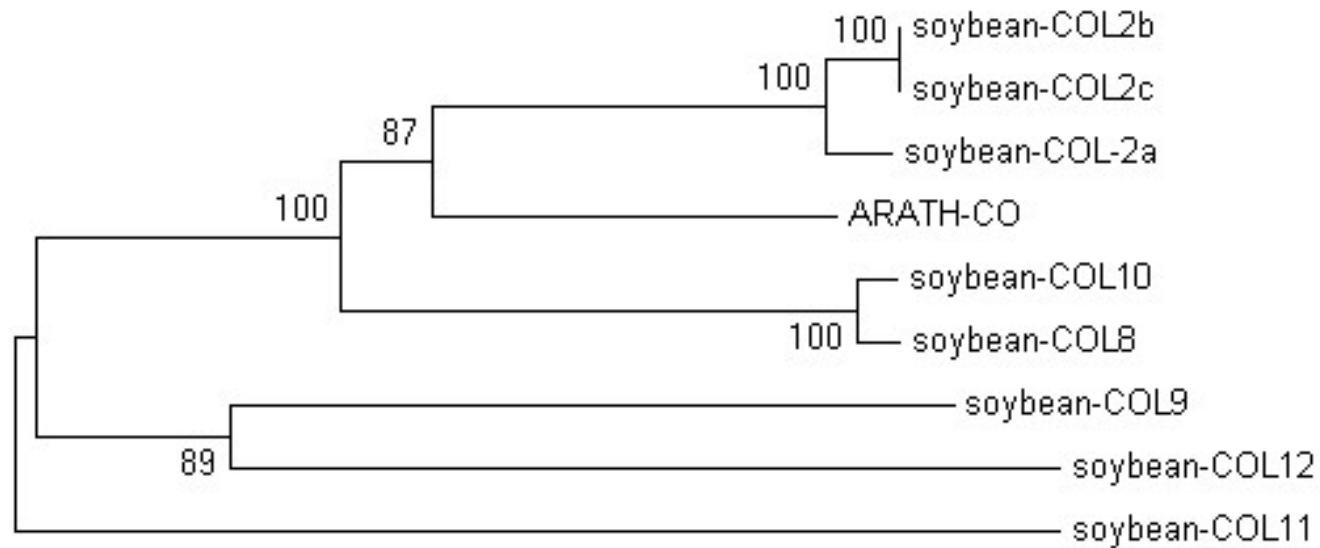 100 soybean-COL2b
100
soybean-COL2c
87
soybean-COL-2a
100
ARATH-CO
soybean-COL10
100
soybean-COL8
soybean-COL9
89
soybean-COL12
soybean-COL11